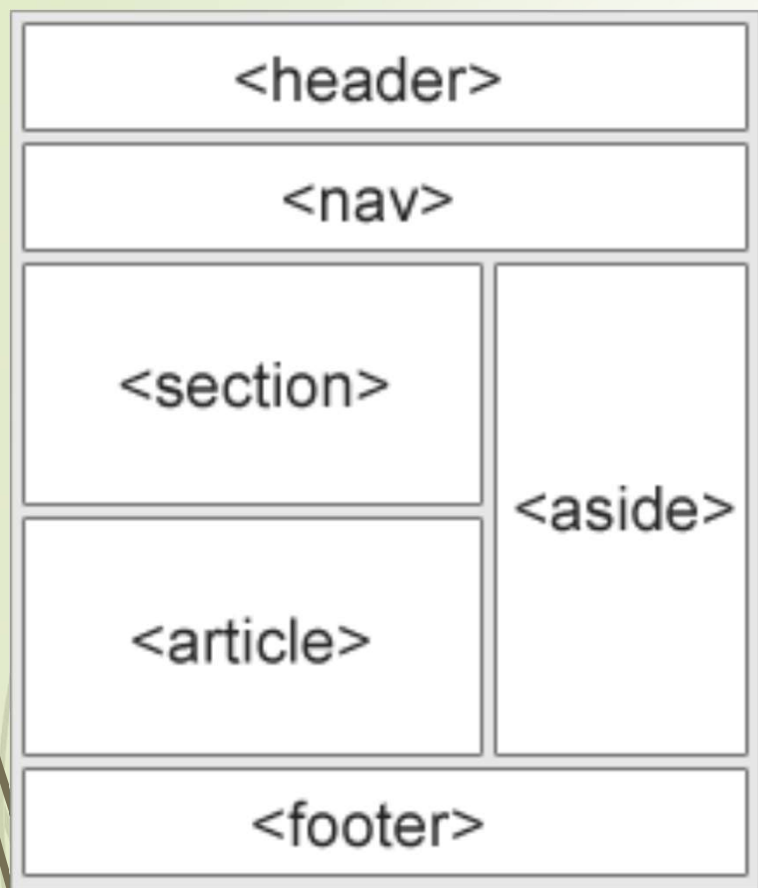 <header>
<nav>
<section>
<aside>
<article>
<footer>